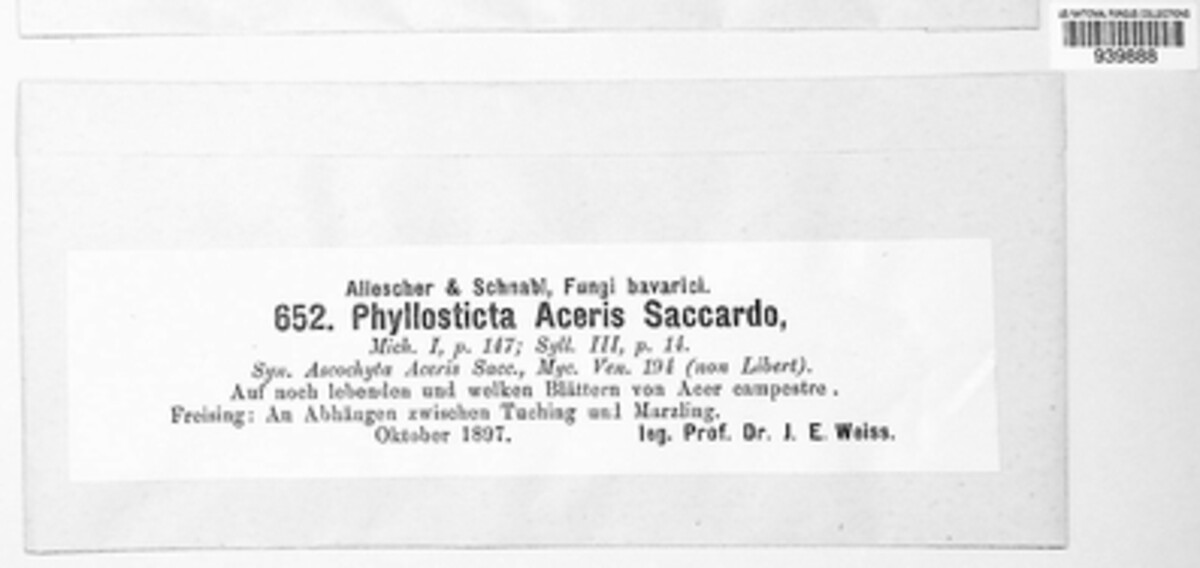 US NATIONAL FUNGUS COLLECTIONS
939888
Allescher & Schnabl, Fungi bavarici.
652. Phyllosticta Aceris Saccardo,
Mich. I, p. 147; Syll. III, p. 14.
Syn. Ascochyta Aceris Sacc., Myc. Ven. 194 (non Libert).
Auf noch lebenden und welken Blättern von Acer campestre.
Freising: An Abhängen zwischen Tuching und Marzling.
Oktober 1897. leg. Prof. Dr. J. E. Weiss.